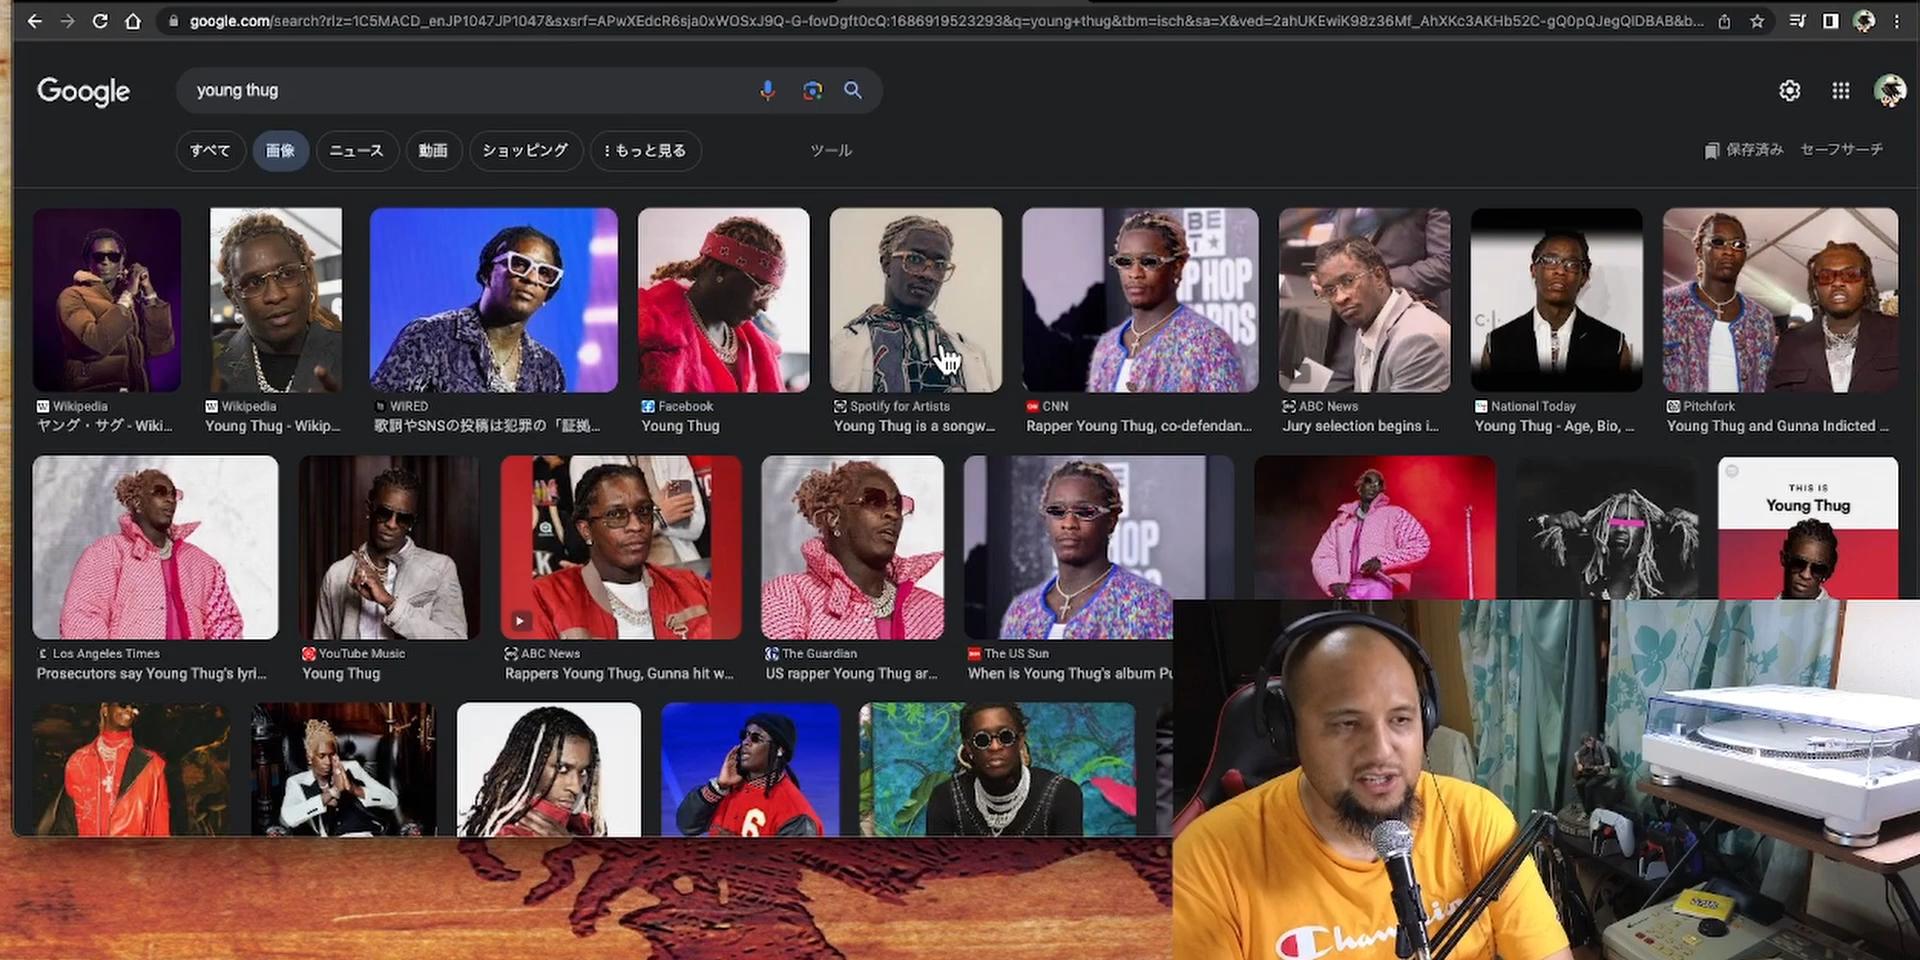 google.com/search?rlz=1C5MACD_enJP1047JP1047&sxsrf=APwXEdcR6sja0xWOSxJ9Q-G-fovDgft0cQ:1686919523293&q=young+thug&tbm=isch&sa=X&ved=2ahUKEwiK98z36Mf_AhXKc3AKHb52C-gQ0pQJegQIDBAB&b...
Google
young thug
すべて
画像
ニュース
動画
ショッピング
もっと見る
ツール
保存済み
セーフサーチ
BE
T
HIPHOP
Wikipedia
ヤング・サグ - Wiki...
Wikipedia
Young Thug - Wikip...
WIRED
歌詞やSNSの投稿は犯罪の「証拠...
Facebook
Young Thug
Spotify for Artists
Young Thug is a songw...
CNN
Rapper Young Thug, co-defendan...
ABC News
Jury selection begins i...
National Today
Young Thug - Age, Bio, ...
Pitchfork
Young Thug and Gunna Indicted ...
THIS IS
Young Thug
Los Angeles Times
Prosecutors say Young Thug's lyri...
YouTube Music
Young Thug
ABC News
Rappers Young Thug, Gunna hit w...
The Guardian
US rapper Young Thug ar...
The US Sun
When is Young Thug's album Pu
6
Champion